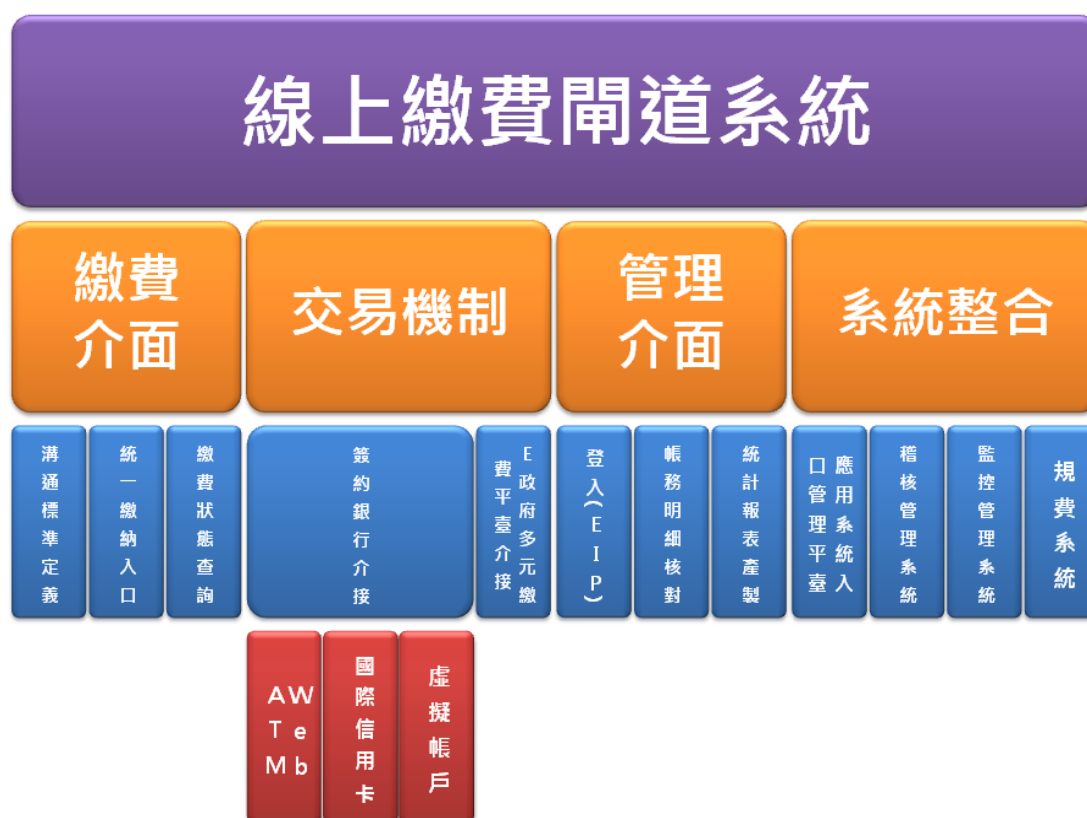 線上繳費閘道系統
繳費
介面
交易機制
管理
介面
系統整合
溝通標準定義
統一繳納入口
繳費狀態查詢
簽約銀行介接
E政府多元繳
費平臺介接
登入(EIP)
帳務明細核對
統計報表產製
應用系統入
口管理平臺
稽核管理系統
監控管理系統
規費系統
Web
ATM
國際信用卡
虛擬帳戶